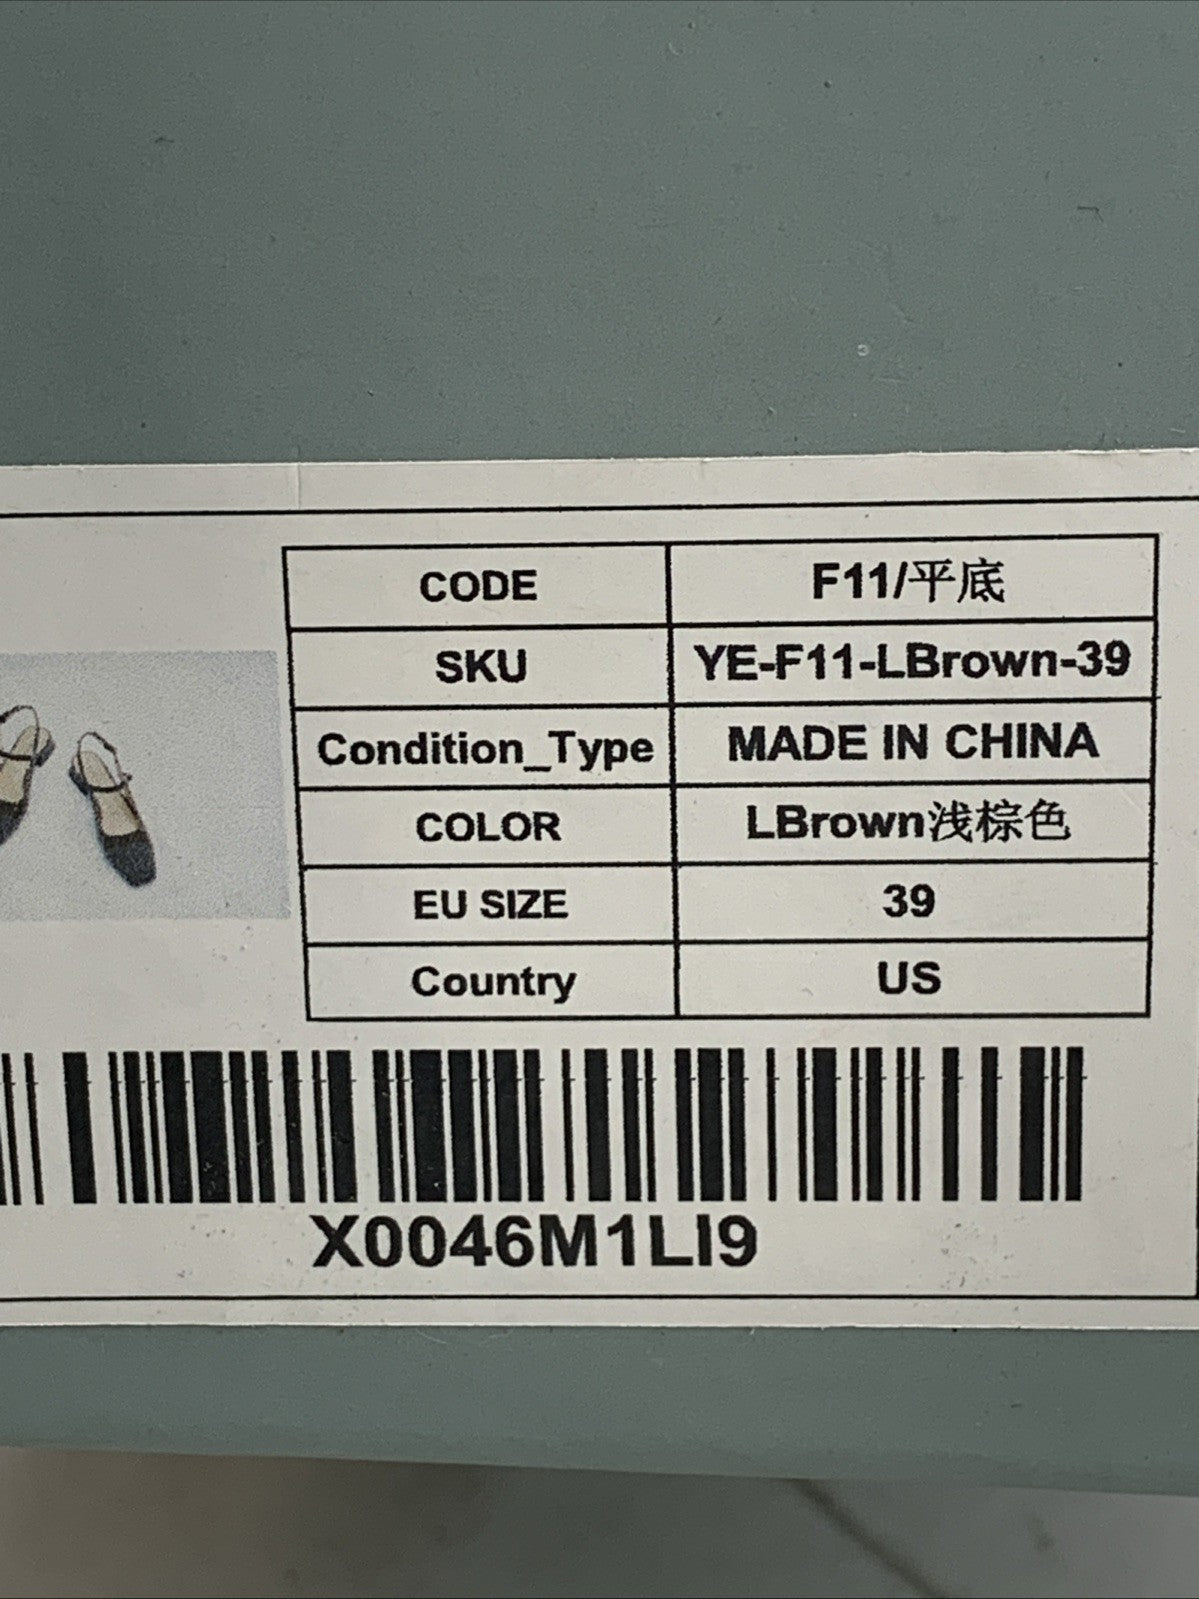 CODE F11/平底
SKU YE-F11-LBrown-39
Condition_Type MADE IN CHINA
COLOR LBrown浅棕色
EU SIZE 39
Country US
X0046M1LI9